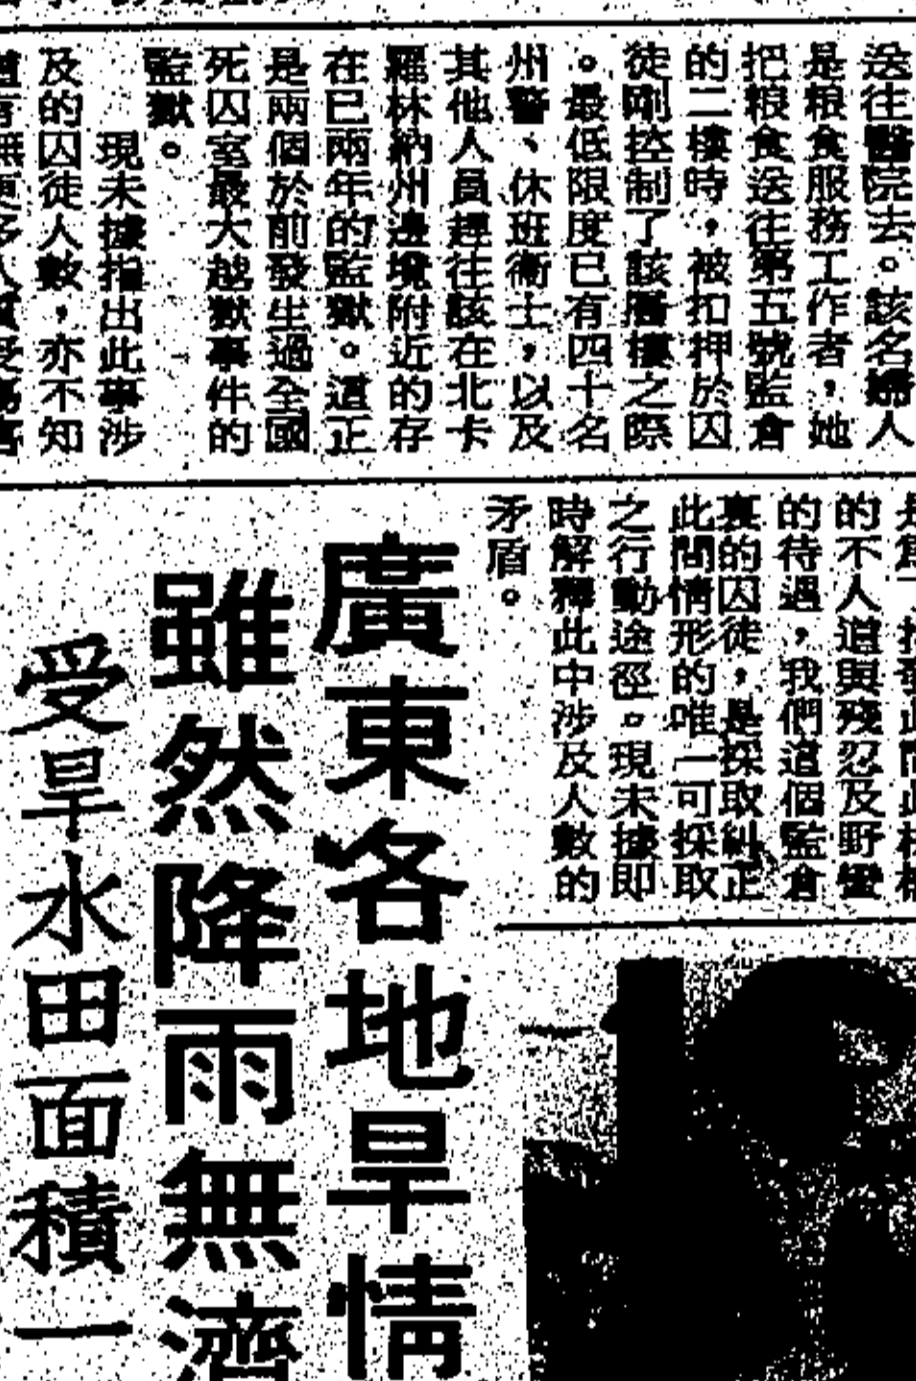 送往醫院去。該名婦人
是粮食服務工作者，她
把粮食送往第五號監倉
的二樓時，被扣押於囚
徒剛控制了該層樓之際
。最低限度已有四十名
州警、休班衞士，以及
其他人員趕往該在北卡
羅林納州邊境附近的存
在已兩年的監獄。這正
是兩個於前發生過全國
死囚室最大越獄事件的
監獄。
現未據指出此事涉
及的囚徒人數，亦不知
的不人道與殘忍及野蠻
的待遇，我們這個監倉
裏的囚徒，是採取糾正
此間情形的唯一可採取
之行動途徑。現未據即
時解釋此中涉及人數的
矛盾。
廣東各地旱情
雖然降雨無濟
受旱水田面積一